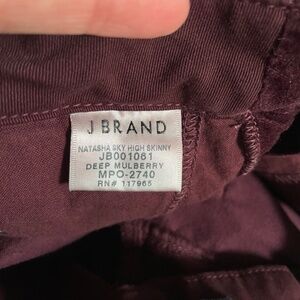 J BRAND
NATASHA SKY HIGH SKINNY
JB001061
DEEP MULBERRY
MPO-2740
RN# 117965